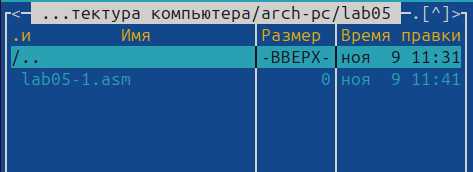 <─ ...тектура компьютера/arch-pc/lab05 ─.[^]>
.и Имя Размер Время правки
/.. -ВВЕРХ- ноя 9 11:31
lab05-1.asm 0 ноя 9 11:41